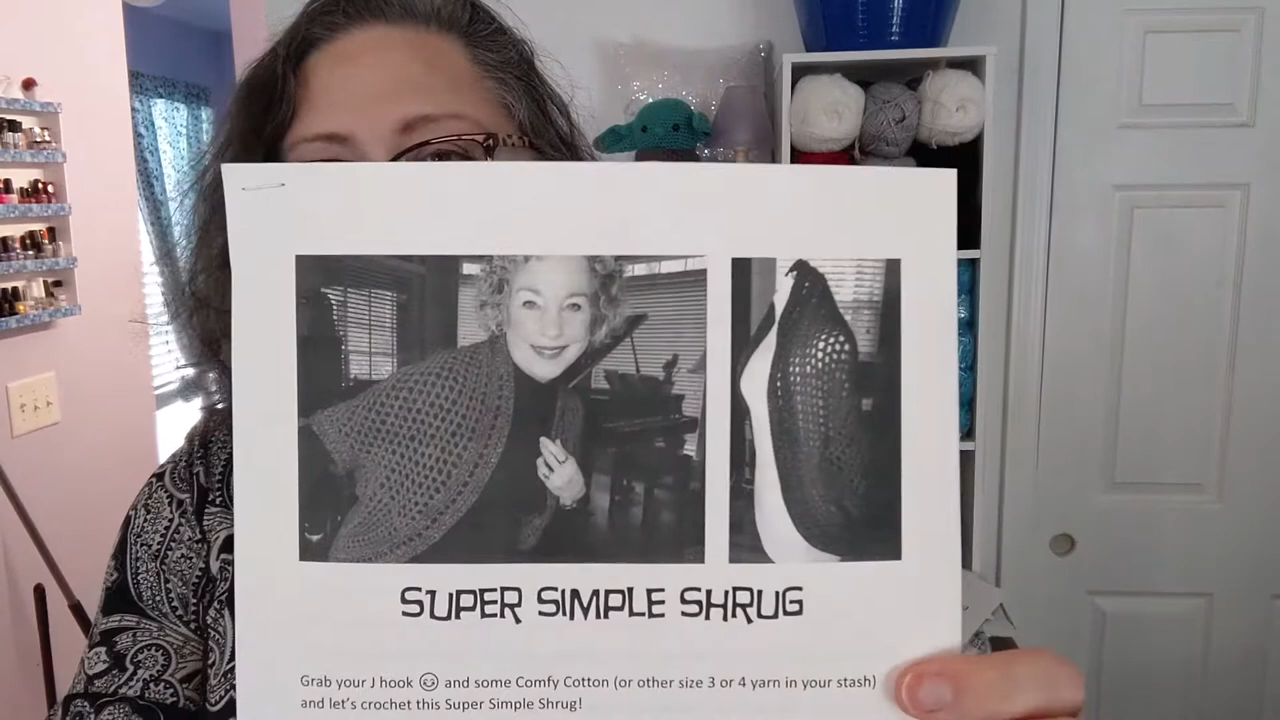 SUPER SIMPLE SHRUG
Grab your J hook 😊 and some Comfy Cotton (or other size 3 or 4 yarn in your stash)
and let's crochet this Super Simple Shrug!